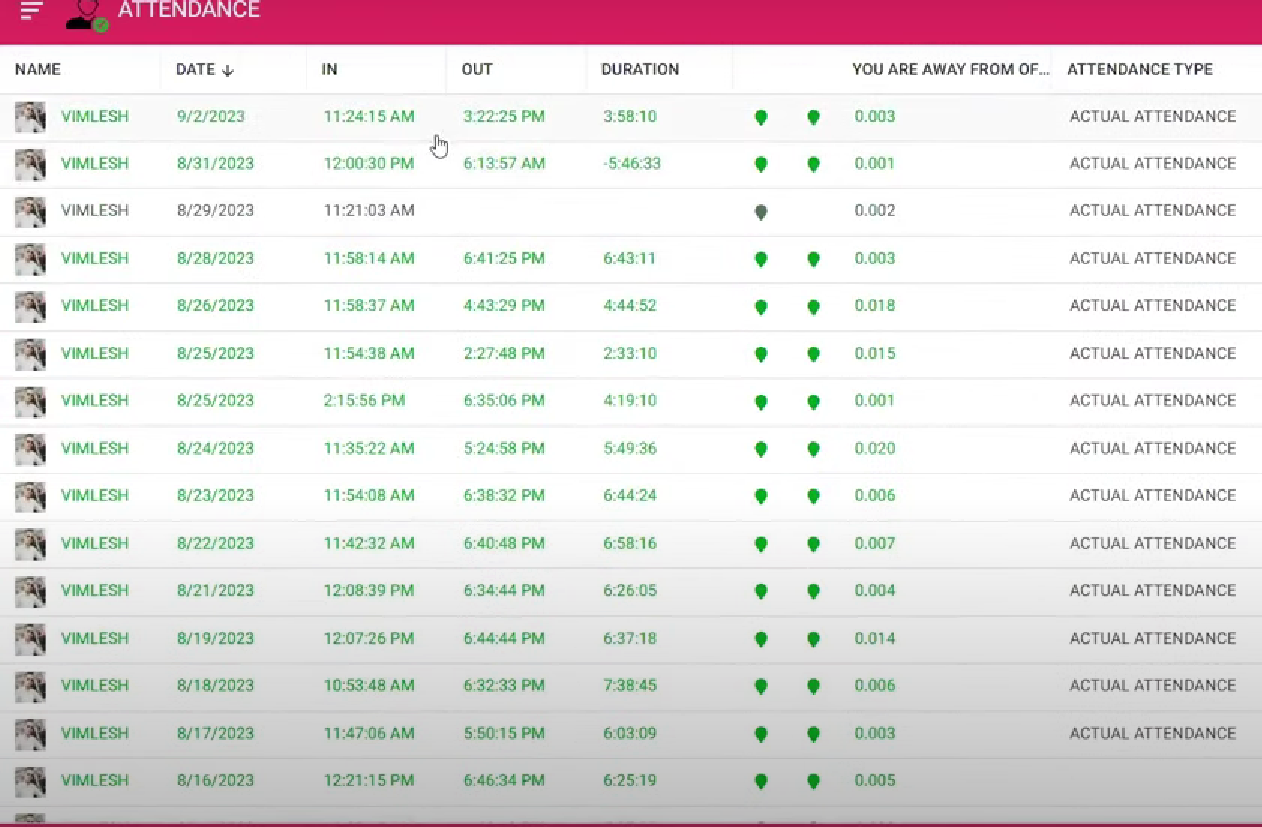 ATTENDANCE
NAME DATE ↓ IN OUT DURATION YOU ARE AWAY FROM OF... ATTENDANCE TYPE
VIMLESH 9/2/2023 11:24:15 AM 3:22:25 PM 3:58:10 0.003 ACTUAL ATTENDANCE
VIMLESH 8/31/2023 12:00:30 PM 6:13:57 AM -5:46:33 0.001 ACTUAL ATTENDANCE
VIMLESH 8/29/2023 11:21:03 AM 0.002 ACTUAL ATTENDANCE
VIMLESH 8/28/2023 11:58:14 AM 6:41:25 PM 6:43:11 0.003 ACTUAL ATTENDANCE
VIMLESH 8/26/2023 11:58:37 AM 4:43:29 PM 4:44:52 0.018 ACTUAL ATTENDANCE
VIMLESH 8/25/2023 11:54:38 AM 2:27:48 PM 2:33:10 0.015 ACTUAL ATTENDANCE
VIMLESH 8/25/2023 2:15:56 PM 6:35:06 PM 4:19:10 0.001 ACTUAL ATTENDANCE
VIMLESH 8/24/2023 11:35:22 AM 5:24:58 PM 5:49:36 0.020 ACTUAL ATTENDANCE
VIMLESH 8/23/2023 11:54:08 AM 6:38:32 PM 6:44:24 0.006 ACTUAL ATTENDANCE
VIMLESH 8/22/2023 11:42:32 AM 6:40:48 PM 6:58:16 0.007 ACTUAL ATTENDANCE
VIMLESH 8/21/2023 12:08:39 PM 6:34:44 PM 6:26:05 0.004 ACTUAL ATTENDANCE
VIMLESH 8/19/2023 12:07:26 PM 6:44:44 PM 6:37:18 0.014 ACTUAL ATTENDANCE
VIMLESH 8/18/2023 10:53:48 AM 6:32:33 PM 7:38:45 0.006 ACTUAL ATTENDANCE
VIMLESH 8/17/2023 11:47:06 AM 5:50:15 PM 6:03:09 0.003 ACTUAL ATTENDANCE
VIMLESH 8/16/2023 12:21:15 PM 6:46:34 PM 6:25:19 0.005